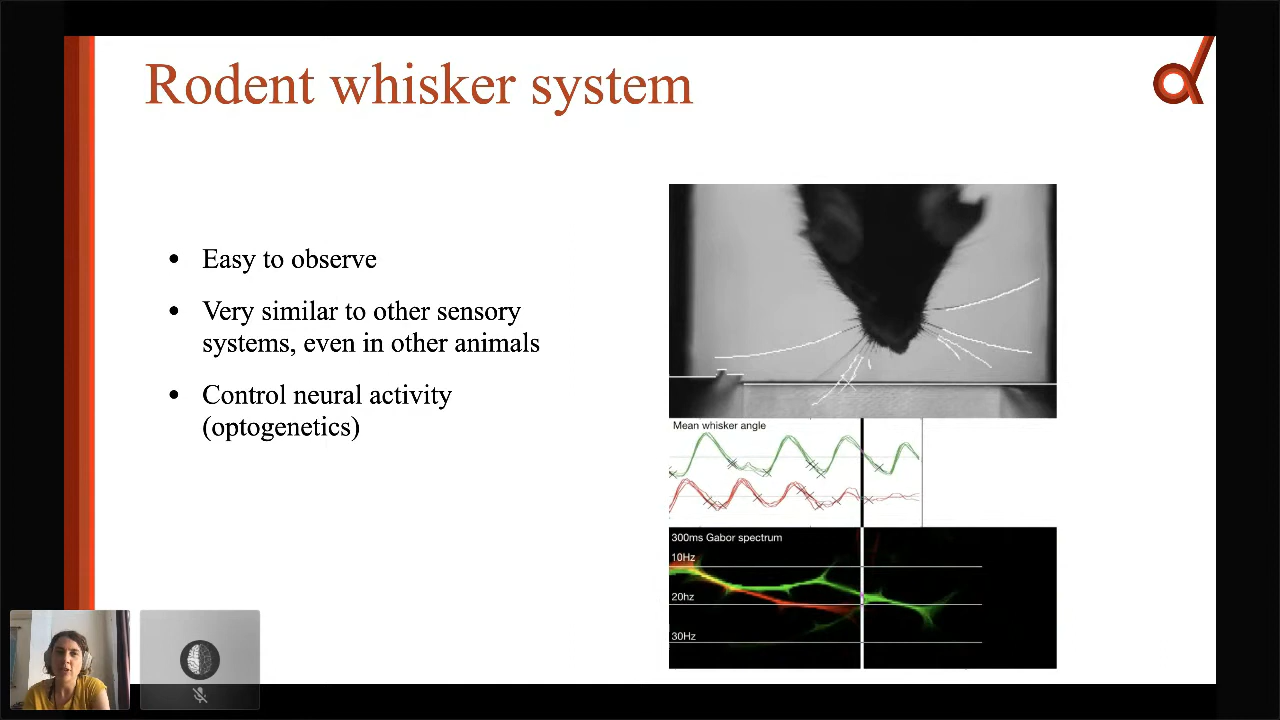 Rodent whisker system
Easy to observe
Very similar to other sensory
systems, even in other animals
Control neural activity
(optogenetics)
Mean whisker angle
300ms Gabor spectrum
10Hz
20hz
30Hz